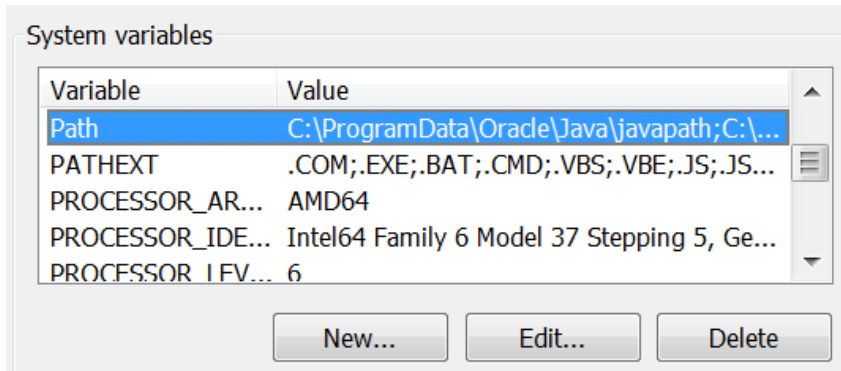 System variables
Variable Value
Path C:\ProgramData\Oracle\Java\javapath;C:\...
PATHEXT .COM;.EXE;.BAT;.CMD;.VBS;.VBE;.JS;.JS...
PROCESSOR_AR... AMD64
PROCESSOR_IDE... Intel64 Family 6 Model 37 Stepping 5, Ge...
PROCESSOR_LEV... 6
New... Edit... Delete